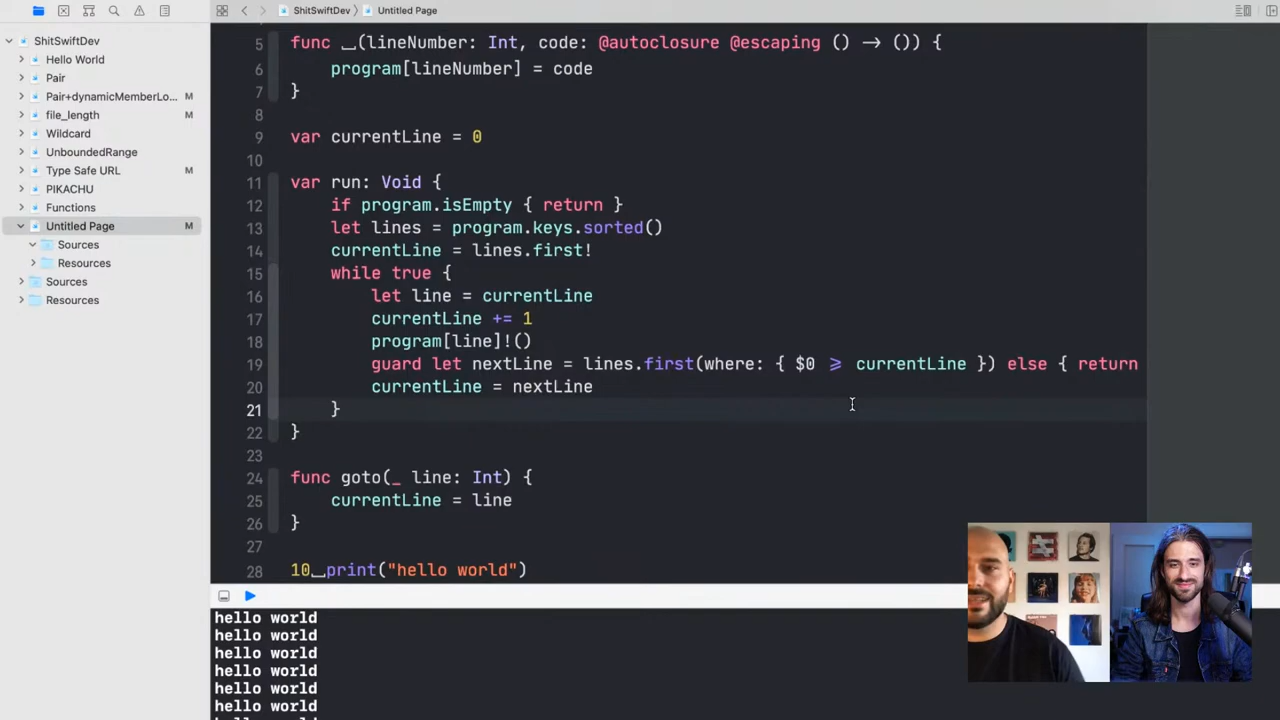 ShitSwiftDev 〉 Untitled Page
ShitSwiftDev
Hello World
Pair
Pair+dynamicMemberLo... M
file_length M
Wildcard
UnboundedRange
Type Safe URL M
PIKACHU
Functions
Untitled Page
Sources
Resources
Sources
Resources
5 func ⎵(lineNumber: Int, code: @autoclosure @escaping () -> ()) {
6 program[lineNumber] = code
7 }
8
9 var currentLine = 0
10
11 var run: Void {
12 if program.isEmpty { return }
13 let lines = program.keys.sorted()
14 currentLine = lines.first!
15 while true {
16 let line = currentLine
17 currentLine += 1
18 program[line]!()
19 guard let nextLine = lines.first(where: { $0 >= currentLine }) else { return
20 currentLine = nextLine
21 }
22 }
23
24 func goto(_ line: Int) {
25 currentLine = line
26 }
27
28 10⎵print("hello world")
hello world
hello world
hello world
hello world
hello world
hello world